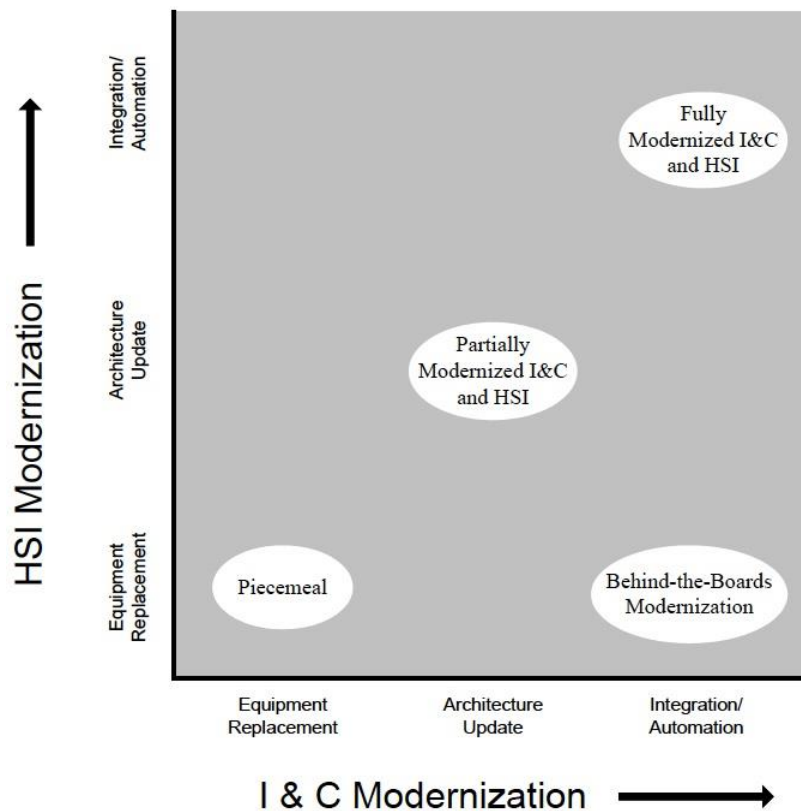 HSI Modernization
Integration/
Automation
Architecture
Update
Equipment
Replacement
Fully
Modernized I&C
and HSI
Partially
Modernized I&C
and HSI
Piecemeal
Behind-the-Boards
Modernization
Equipment
Replacement
Architecture
Update
Integration/
Automation
I & C Modernization